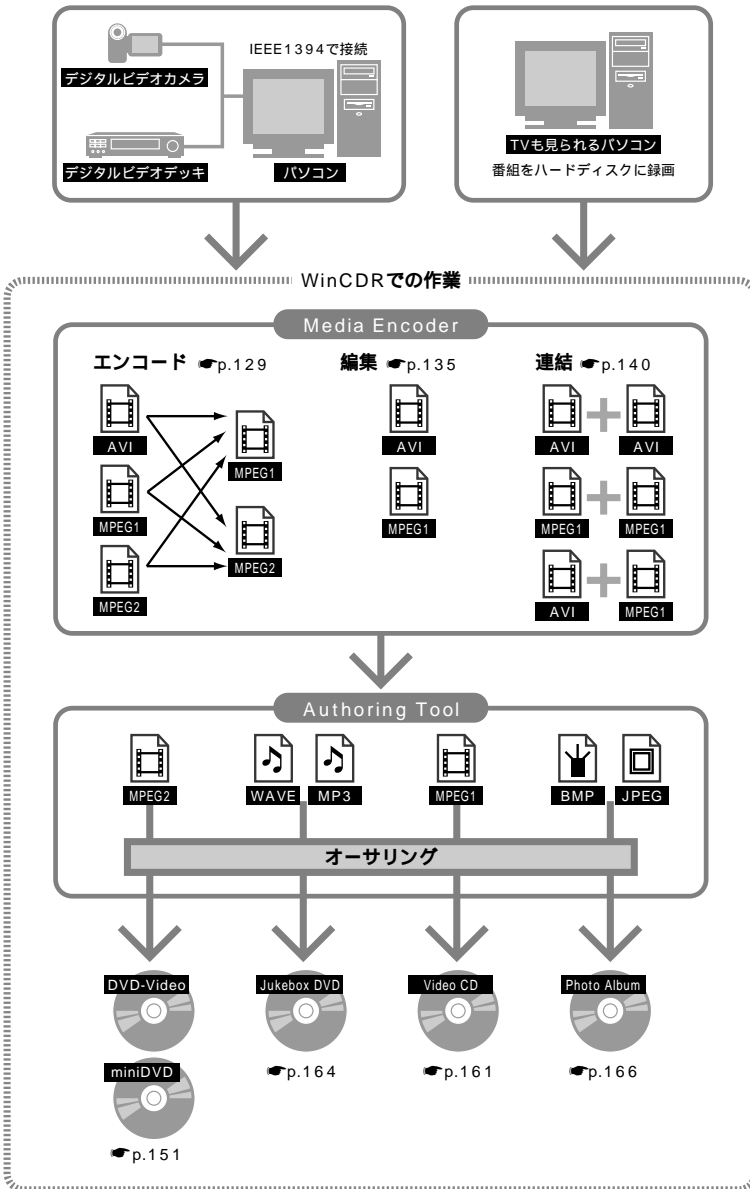 IEEE1394で接続
デジタルビデオカメラ
デジタルビデオデッキ
パソコン
TVも見られるパソコン
番組をハードディスクに録画
WinCDRでの作業
Media Encoder
エンコード ☛p.129
編集 ☛p.135
連結 ☛p.140
AVI
MPEG1
MPEG2
MPEG1
MPEG2
AVI
MPEG1
AVI AVI
MPEG1 MPEG1
AVI MPEG1
Authoring Tool
MPEG2 WAVE MP3 MPEG1 BMP JPEG
オーサリング
DVD-Video Jukebox DVD Video CD Photo Album
miniDVD ☛p.164 ☛p.161 ☛p.166
☛p.151